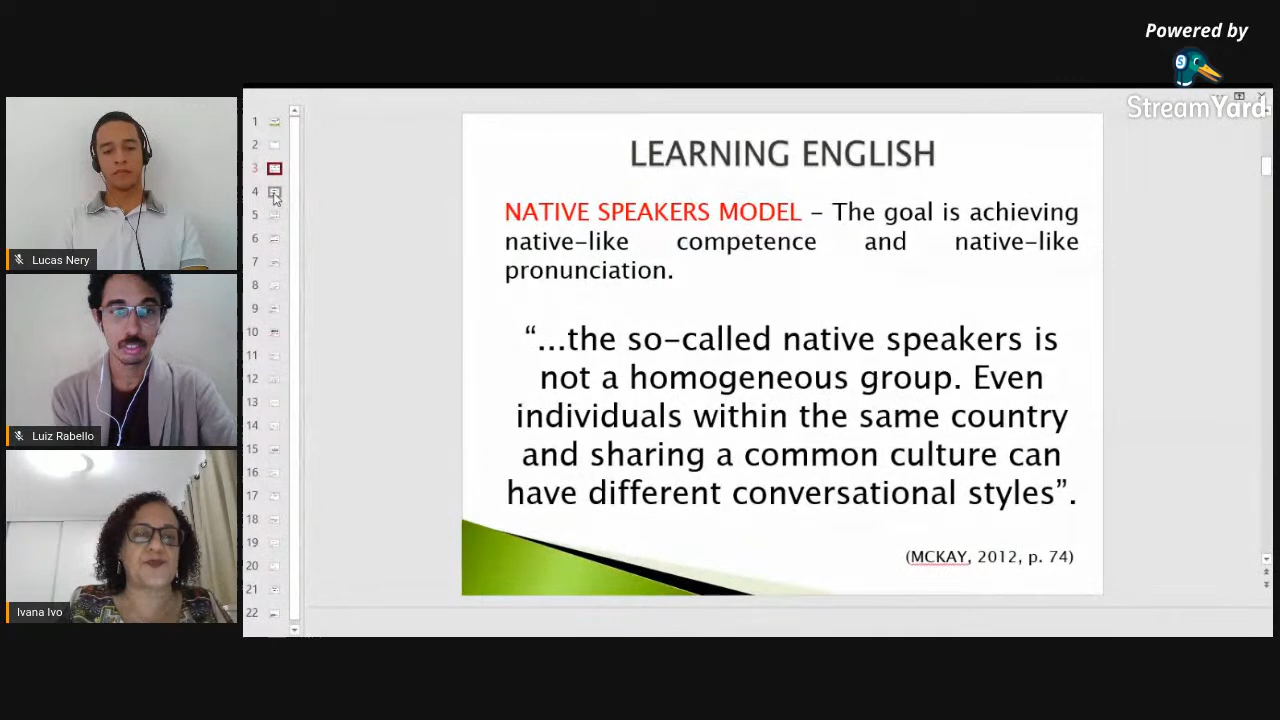 Powered by
StreamYard
Lucas Nery
Luiz Rabello
Ivana Ivo
1
2
3
4
5
6
7
8
9
10
11
12
13
14
15
16
17
18
19
20
21
22
LEARNING ENGLISH
NATIVE SPEAKERS MODEL – The goal is achieving
native-like competence and native-like
pronunciation.
“...the so-called native speakers is
not a homogeneous group. Even
individuals within the same country
and sharing a common culture can
have different conversational styles”.
(MCKAY, 2012, p. 74)